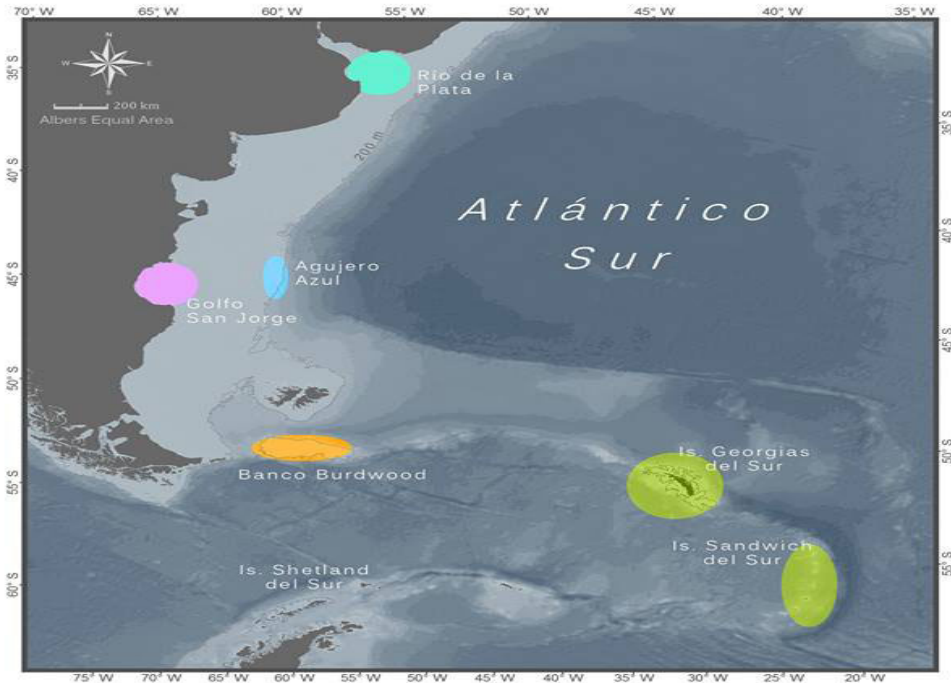 70° W
65° W
60° W
55° W
50° W
45° W
40° W
35° W
N
W
E
S
200 km
Albers Equal Area
35° S
40° S
45° S
50° S
55° S
60° S
Río de la
Plata
200 m
Atlántico
Sur
Agujero
Azul
Golfo
San Jorge
Banco Burdwood
Is. Georgias
del Sur
Is. Sandwich
del Sur
Is. Shetland
del Sur
35° S
40° S
45° S
50° S
55° S
75° W
70° W
65° W
60° W
55° W
50° W
45° W
40° W
35° W
30° W
25° W
20° W